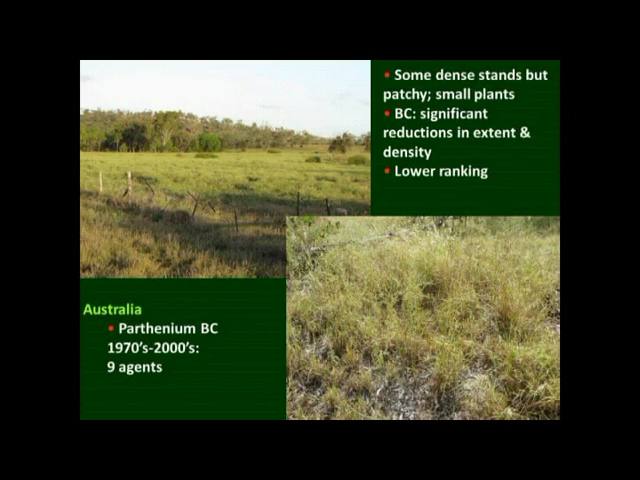 • Some dense stands but
patchy; small plants
• BC: significant
reductions in extent &
density
• Lower ranking
Australia
• Parthenium BC
1970’s-2000’s:
9 agents